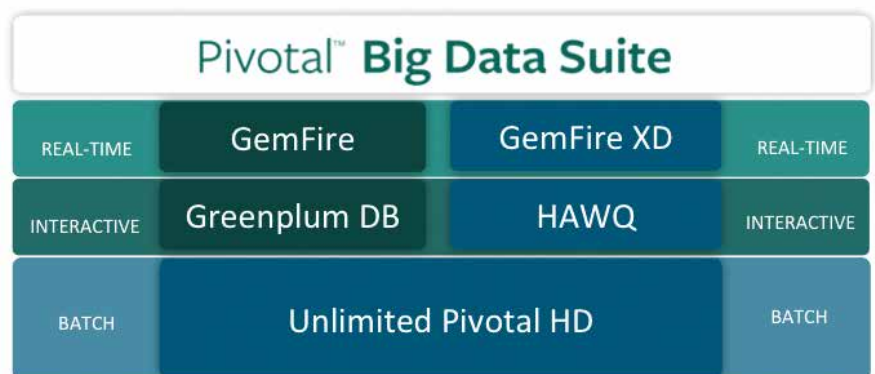 Pivotal™ Big Data Suite
REAL-TIME GemFire GemFire XD REAL-TIME
INTERACTIVE Greenplum DB HAWQ INTERACTIVE
BATCH Unlimited Pivotal HD BATCH